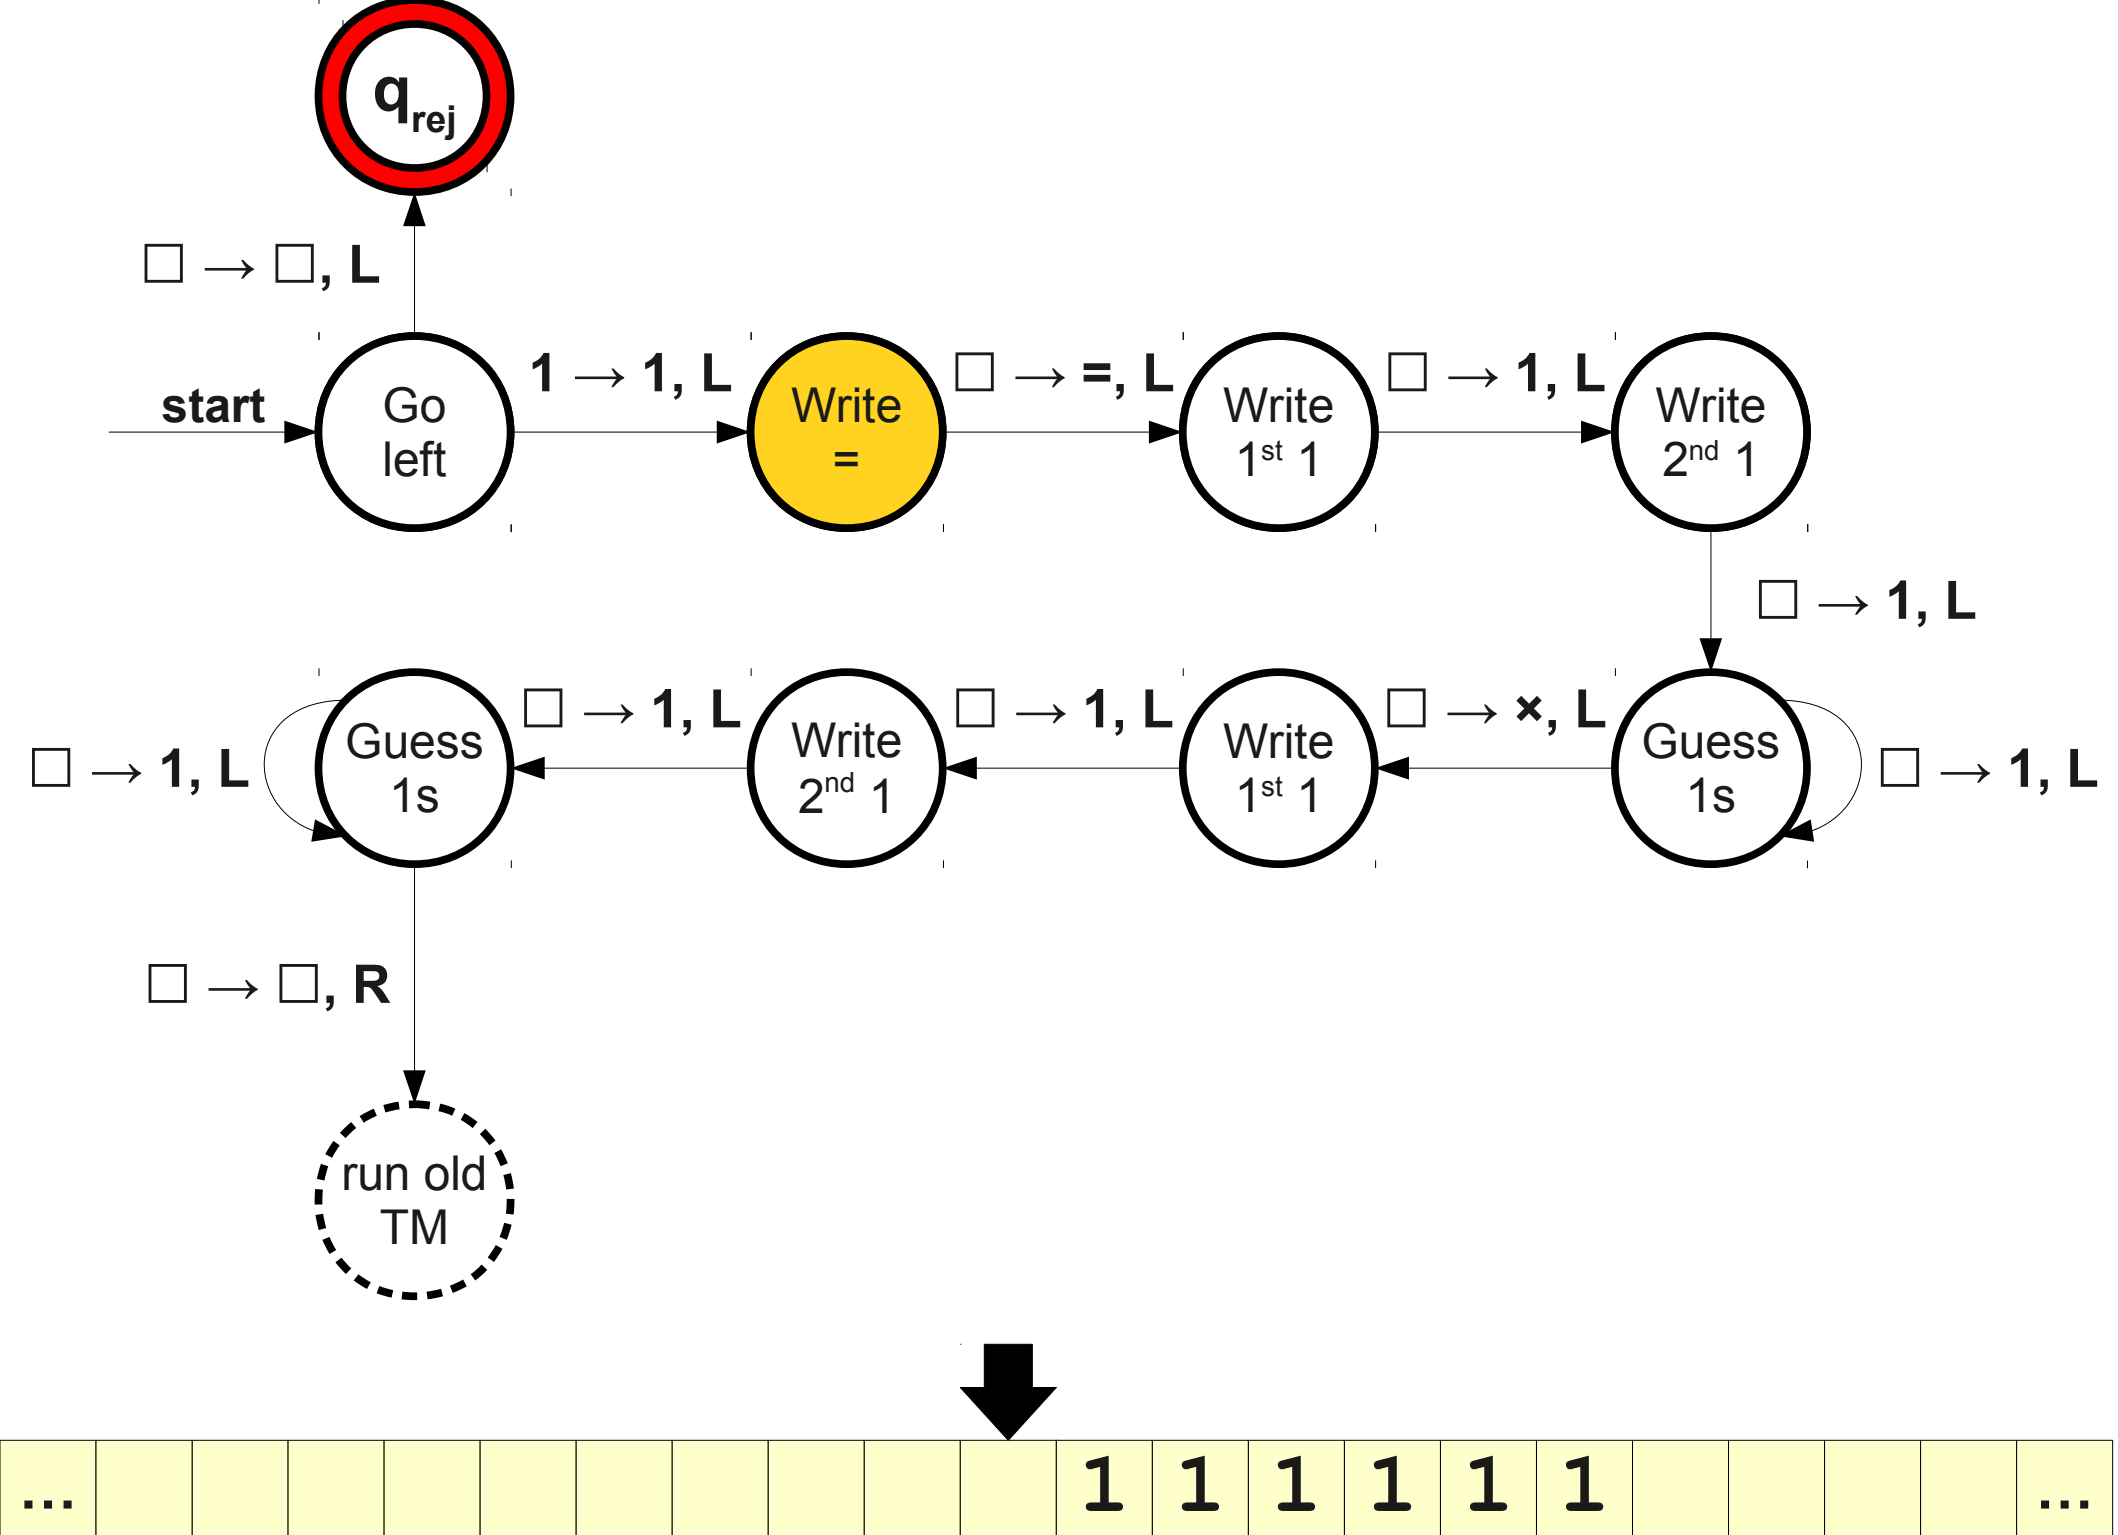 q_rej
□ → □, L
start
Go
left
1 → 1, L
Write
=
□ → =, L
Write
1st 1
□ → 1, L
Write
2nd 1
□ → 1, L
□ → 1, L
Guess
1s
□ → 1, L
Write
2nd 1
□ → 1, L
Write
1st 1
□ → ×, L
Guess
1s
□ → 1, L
□ → □, R
run old
TM
... 1 1 1 1 1 1 ...